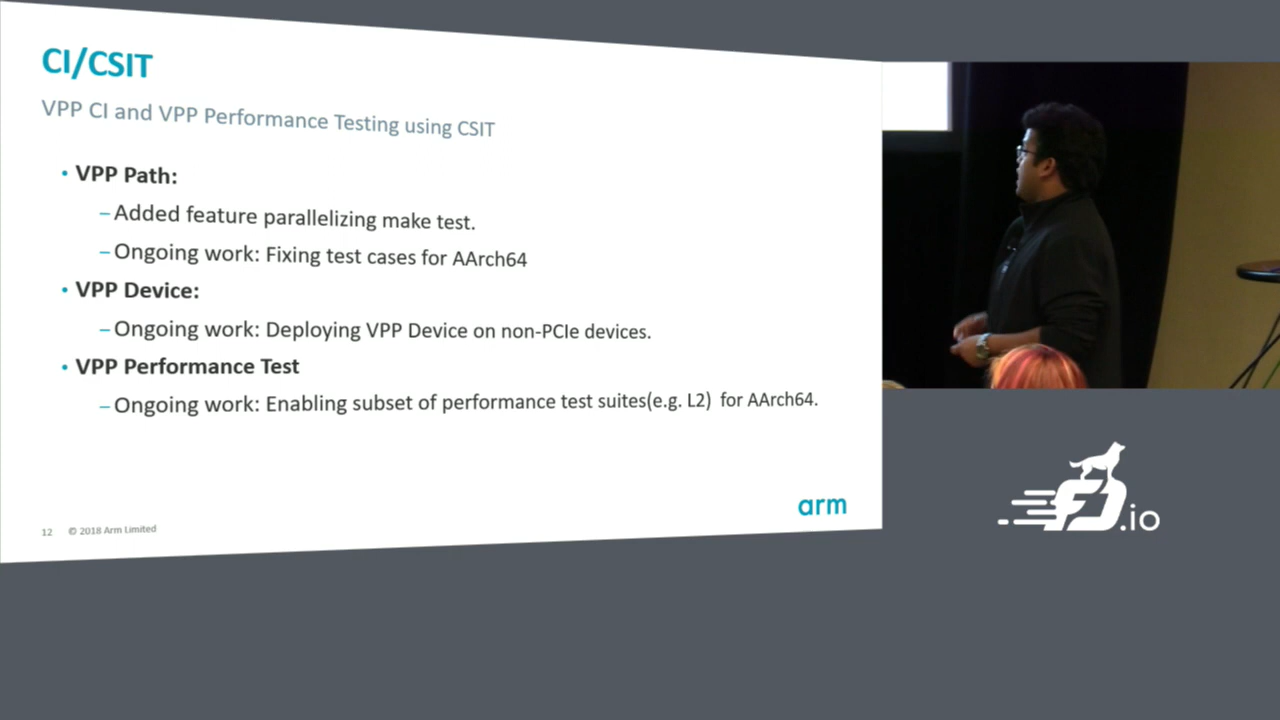 CI/CSIT
VPP CI and VPP Performance Testing using CSIT
• VPP Path:
– Added feature parallelizing make test.
– Ongoing work: Fixing test cases for AArch64
• VPP Device:
– Ongoing work: Deploying VPP Device on non-PCIe devices.
• VPP Performance Test
– Ongoing work: Enabling subset of performance test suites(e.g. L2) for AArch64.
arm
12 © 2018 Arm Limited
FD.io